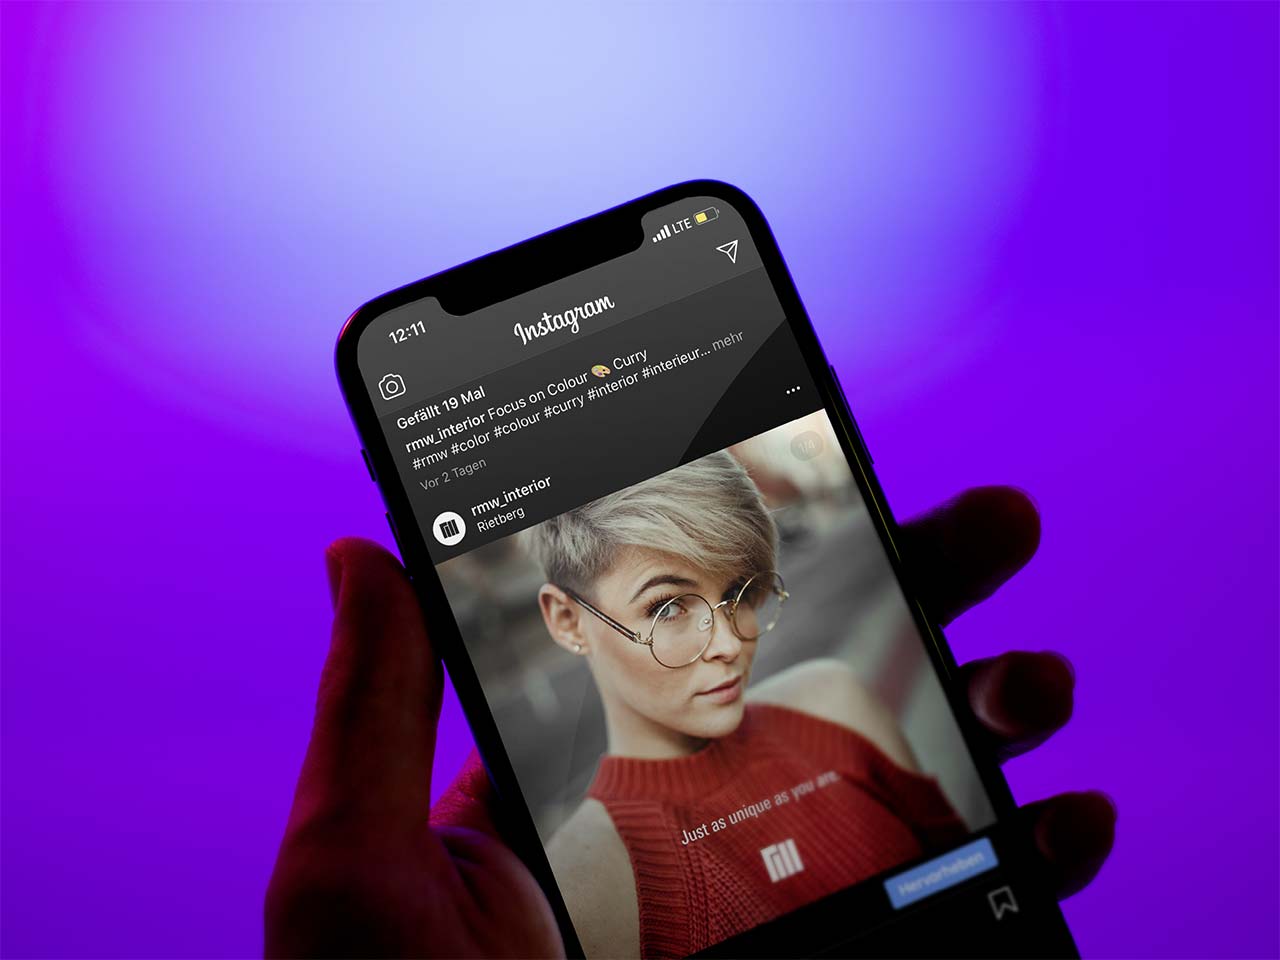 12:11
LTE
Instagram
Gefällt 19 Mal
rmw_interior Focus on Colour 🎨 Curry
#rmw #color #colour #curry #interior #interieur... mehr
Vor 2 Tagen
rmw_interior
Rietberg
1/4
Just as unique as you are.
Hervorheben